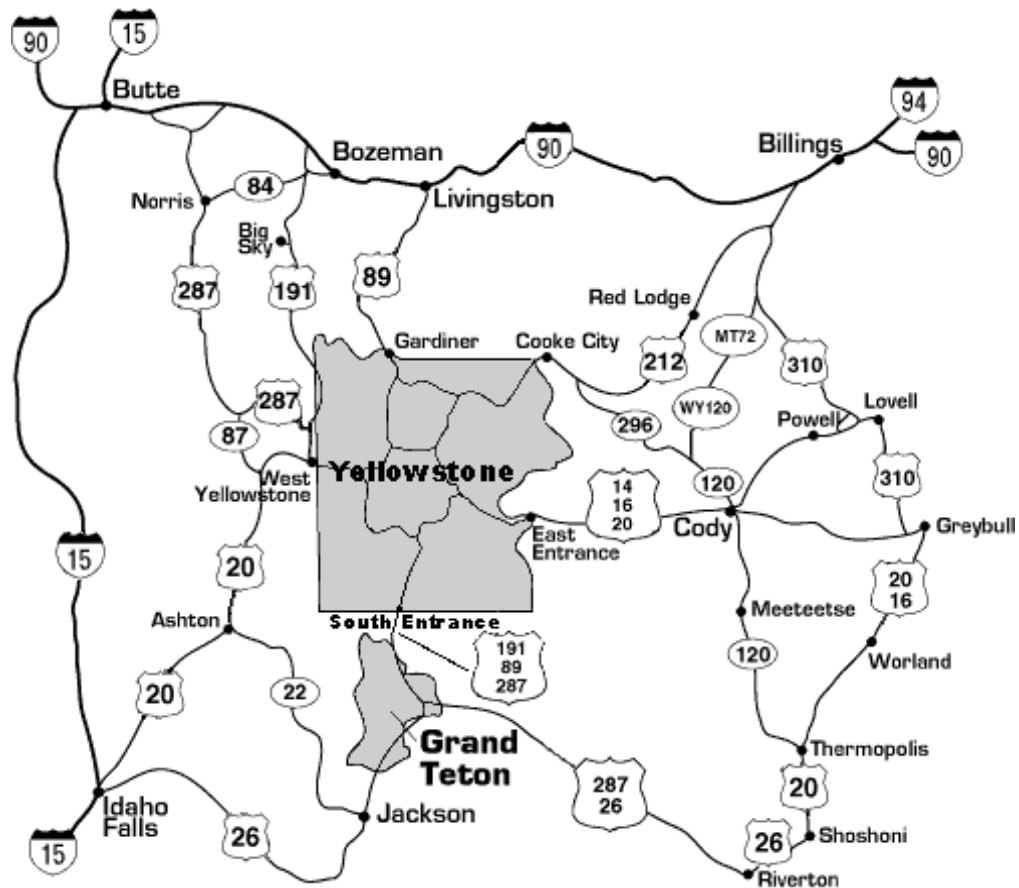 15
90
94
Butte
90
90
Billings
Bozeman
84
Livingston
Norris
Big
Sky
89
287
191
Red Lodge
MT72
Gardiner
Cooke City
212
310
287
WY120
Lovell
Powell
296
87
West
Yellowstone
Yellowstone
120
310
14
16
20
Cody
East
Entrance
Greybull
15
20
20
16
Ashton
South Entrance
Meeteetse
191
89
287
120
Worland
20
22
Grand
Teton
Thermopolis
287
26
20
Idaho
Falls
Jackson
26
Shoshoni
26
15
Riverton